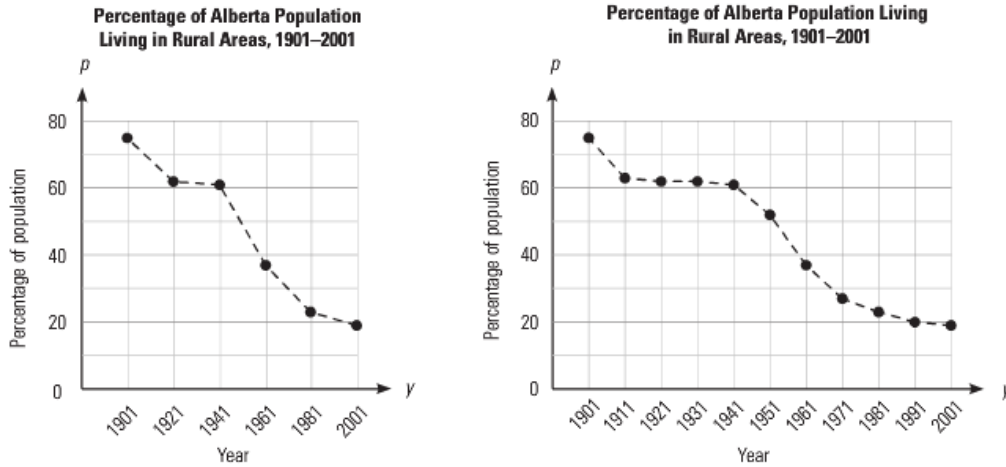 Percentage of Alberta Population
Living in Rural Areas, 1901–2001
p
80
60
40
20
0
Percentage of population
1901 1921 1941 1961 1981 2001
y
Year
Percentage of Alberta Population Living
in Rural Areas, 1901–2001
p
80
60
40
20
0
Percentage of population
1901 1911 1921 1931 1941 1951 1961 1971 1981 1991 2001
y
Year